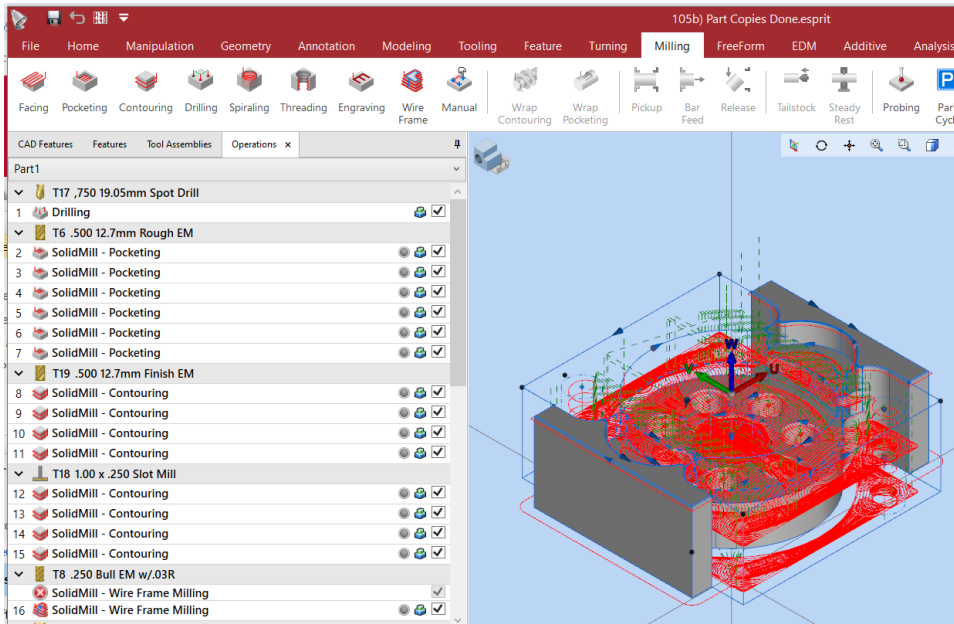 105b) Part Copies Done.esprit
File Home Manipulation Geometry Annotation Modeling Tooling Feature Turning Milling FreeForm EDM Additive Analysis
Facing Pocketing Contouring Drilling Spiraling Threading Engraving Wire Frame Manual Wrap Contouring Wrap Pocketing Pickup Bar Feed Release Tailstock Steady Rest Probing
CAD Features Features Tool Assemblies Operations x
Part1
T17 ,750 19.05mm Spot Drill
1 Drilling
T6 .500 12.7mm Rough EM
2 SolidMill - Pocketing
3 SolidMill - Pocketing
4 SolidMill - Pocketing
5 SolidMill - Pocketing
6 SolidMill - Pocketing
7 SolidMill - Pocketing
T19 .500 12.7mm Finish EM
8 SolidMill - Contouring
9 SolidMill - Contouring
10 SolidMill - Contouring
11 SolidMill - Contouring
T18 1.00 x .250 Slot Mill
12 SolidMill - Contouring
13 SolidMill - Contouring
14 SolidMill - Contouring
15 SolidMill - Contouring
T8 .250 Bull EM w/.03R
SolidMill - Wire Frame Milling
16 SolidMill - Wire Frame Milling
W
V U